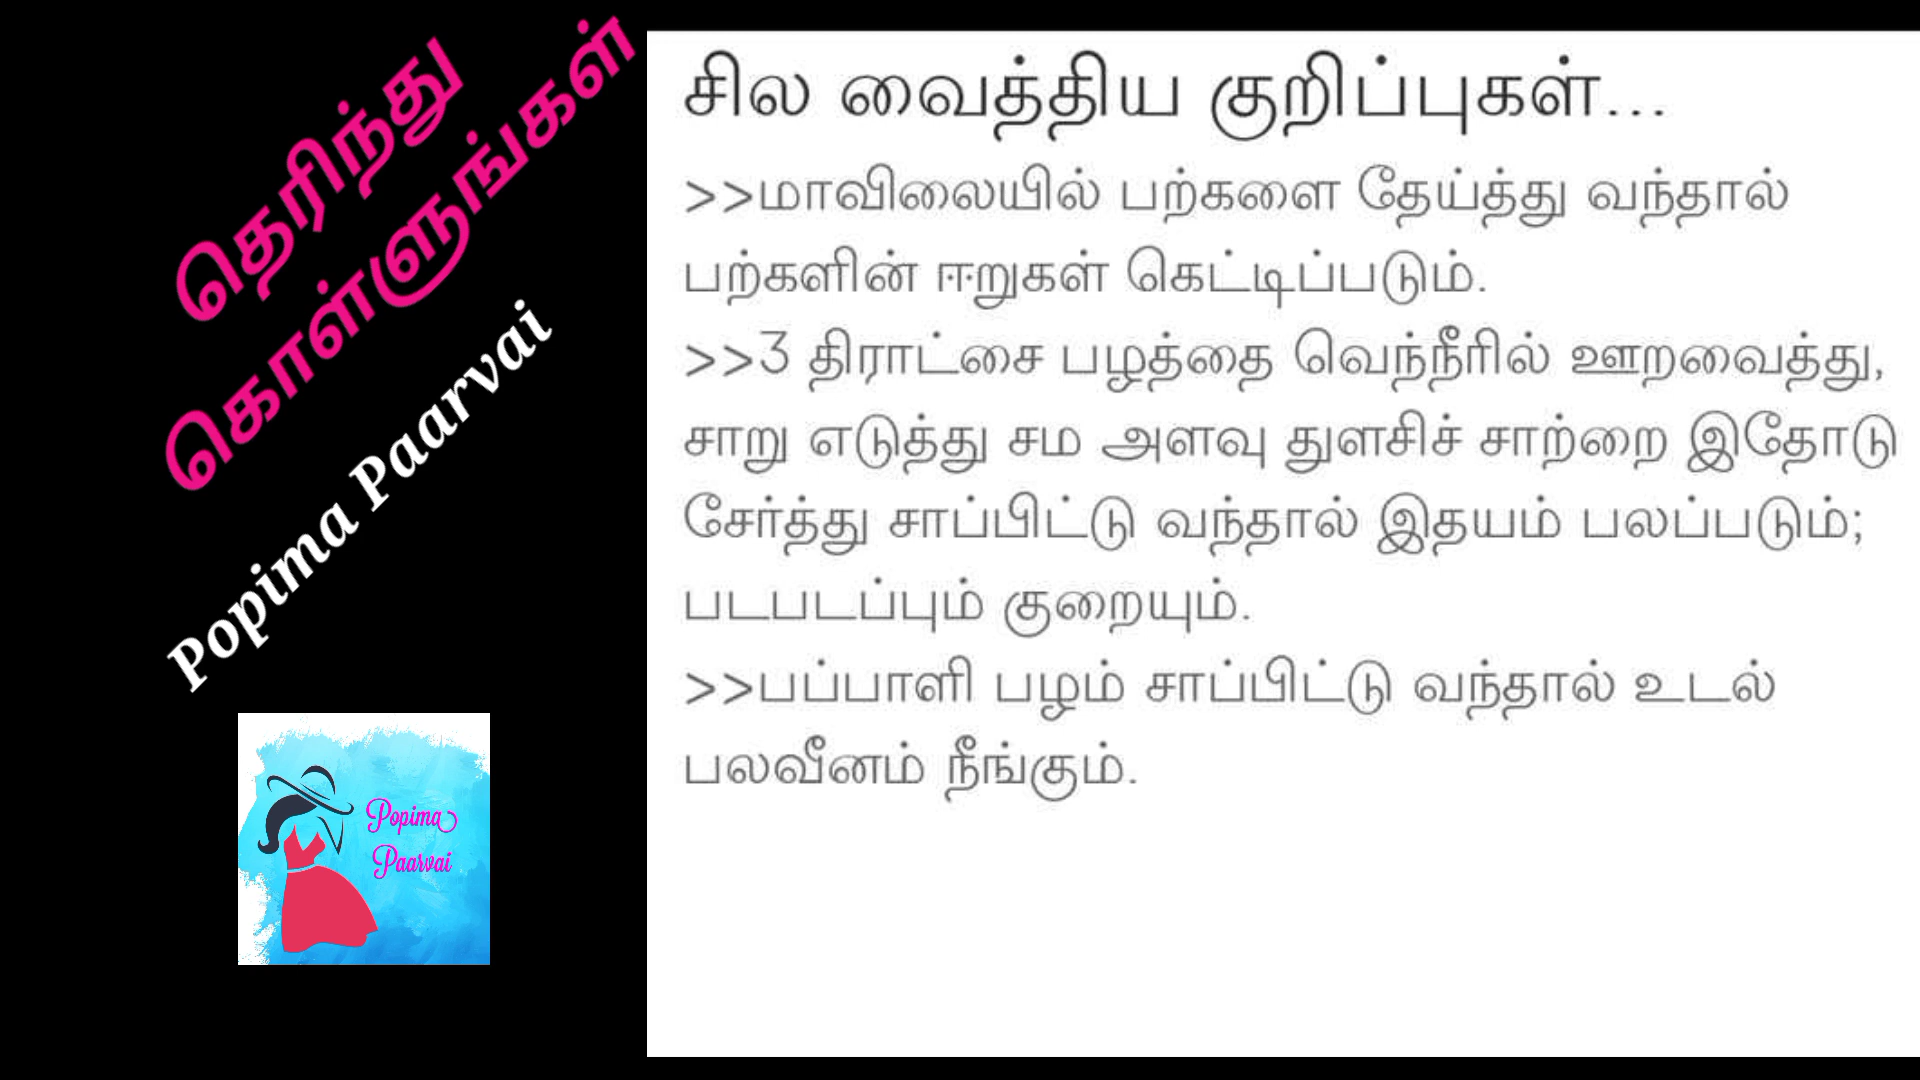 தெரிந்து
கொள்ளுங்கள்
Popima Paarvai
Popima
Paarvai
சில வைத்திய குறிப்புகள்...
>>மாவிலையில் பற்களை தேய்த்து வந்தால்
பற்களின் ஈறுகள் கெட்டிப்படும்.
>>3 திராட்சை பழத்தை வெந்நீரில் ஊறவைத்து,
சாறு எடுத்து சம அளவு துளசிச் சாற்றை இதோடு
சேர்த்து சாப்பிட்டு வந்தால் இதயம் பலப்படும்;
படபடப்பும் குறையும்.
>>பப்பாளி பழம் சாப்பிட்டு வந்தால் உடல்
பலவீனம் நீங்கும்.